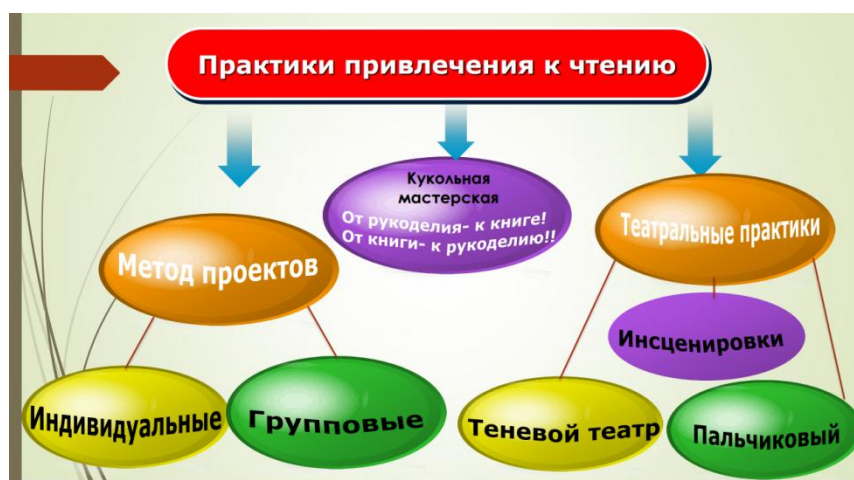 Практики привлечения к чтению
Кукольная
мастерская
От рукоделия- к книге!
От книги- к рукоделию!!
Метод проектов
Театральные практики
Индивидуальные
Групповые
Инсценировки
Теневой театр
Пальчиковый